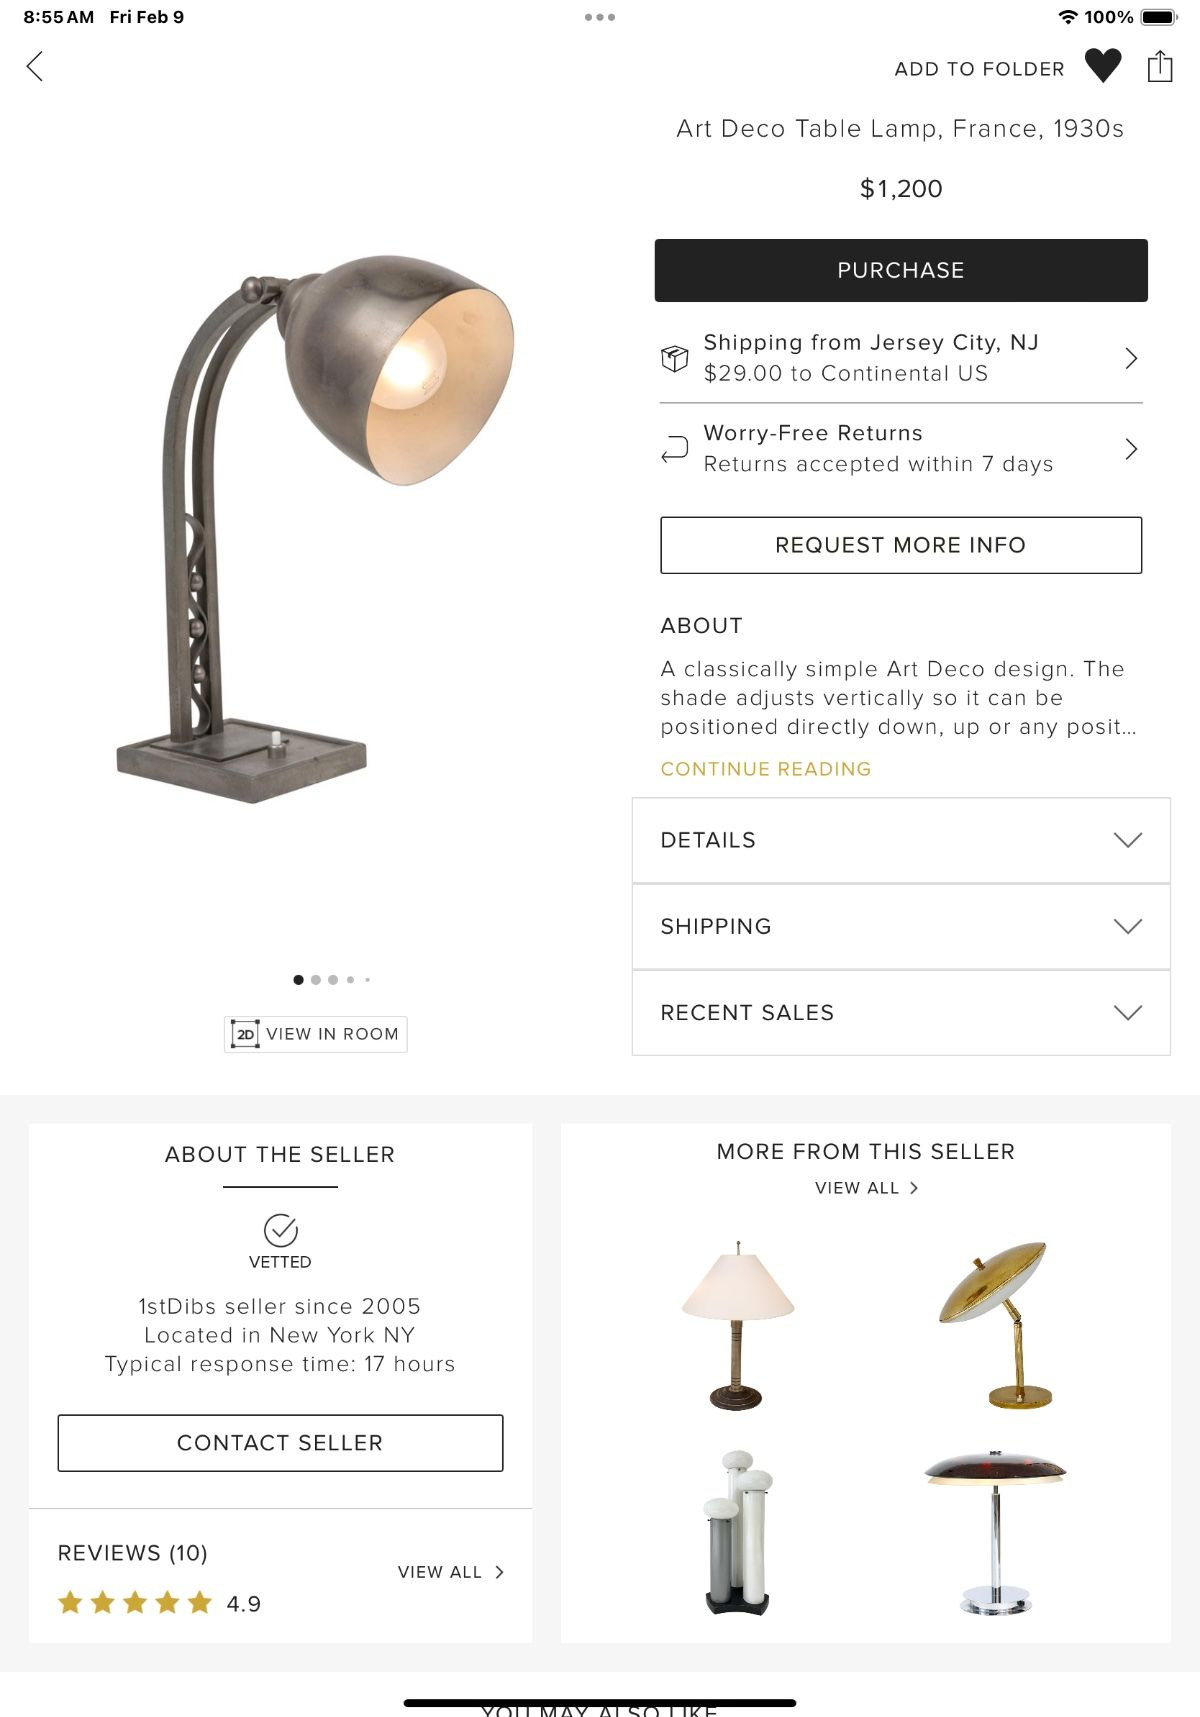 8:55 AM Fri Feb 9
100%
ADD TO FOLDER
Art Deco Table Lamp, France, 1930s
$1,200
PURCHASE
Shipping from Jersey City, NJ
$29.00 to Continental US
Worry-Free Returns
Returns accepted within 7 days
REQUEST MORE INFO
ABOUT
A classically simple Art Deco design. The
shade adjusts vertically so it can be
positioned directly down, up or any posit...
CONTINUE READING
DETAILS
SHIPPING
RECENT SALES
2D VIEW IN ROOM
ABOUT THE SELLER
VETTED
1stDibs seller since 2005
Located in New York NY
Typical response time: 17 hours
CONTACT SELLER
REVIEWS (10)
VIEW ALL
4.9
MORE FROM THIS SELLER
VIEW ALL
YOU MAY ALSO LIKE